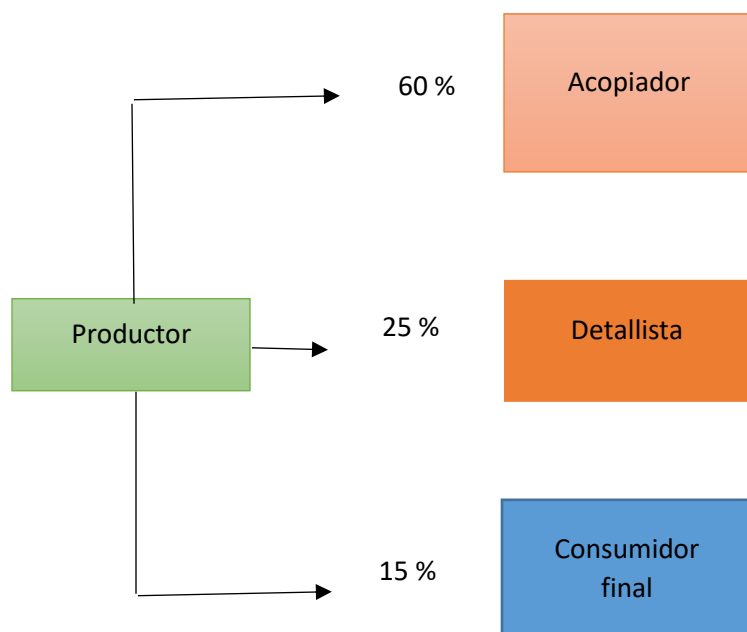 60 %
Acopiador
Productor
25 %
Detallista
15 %
Consumidor
final